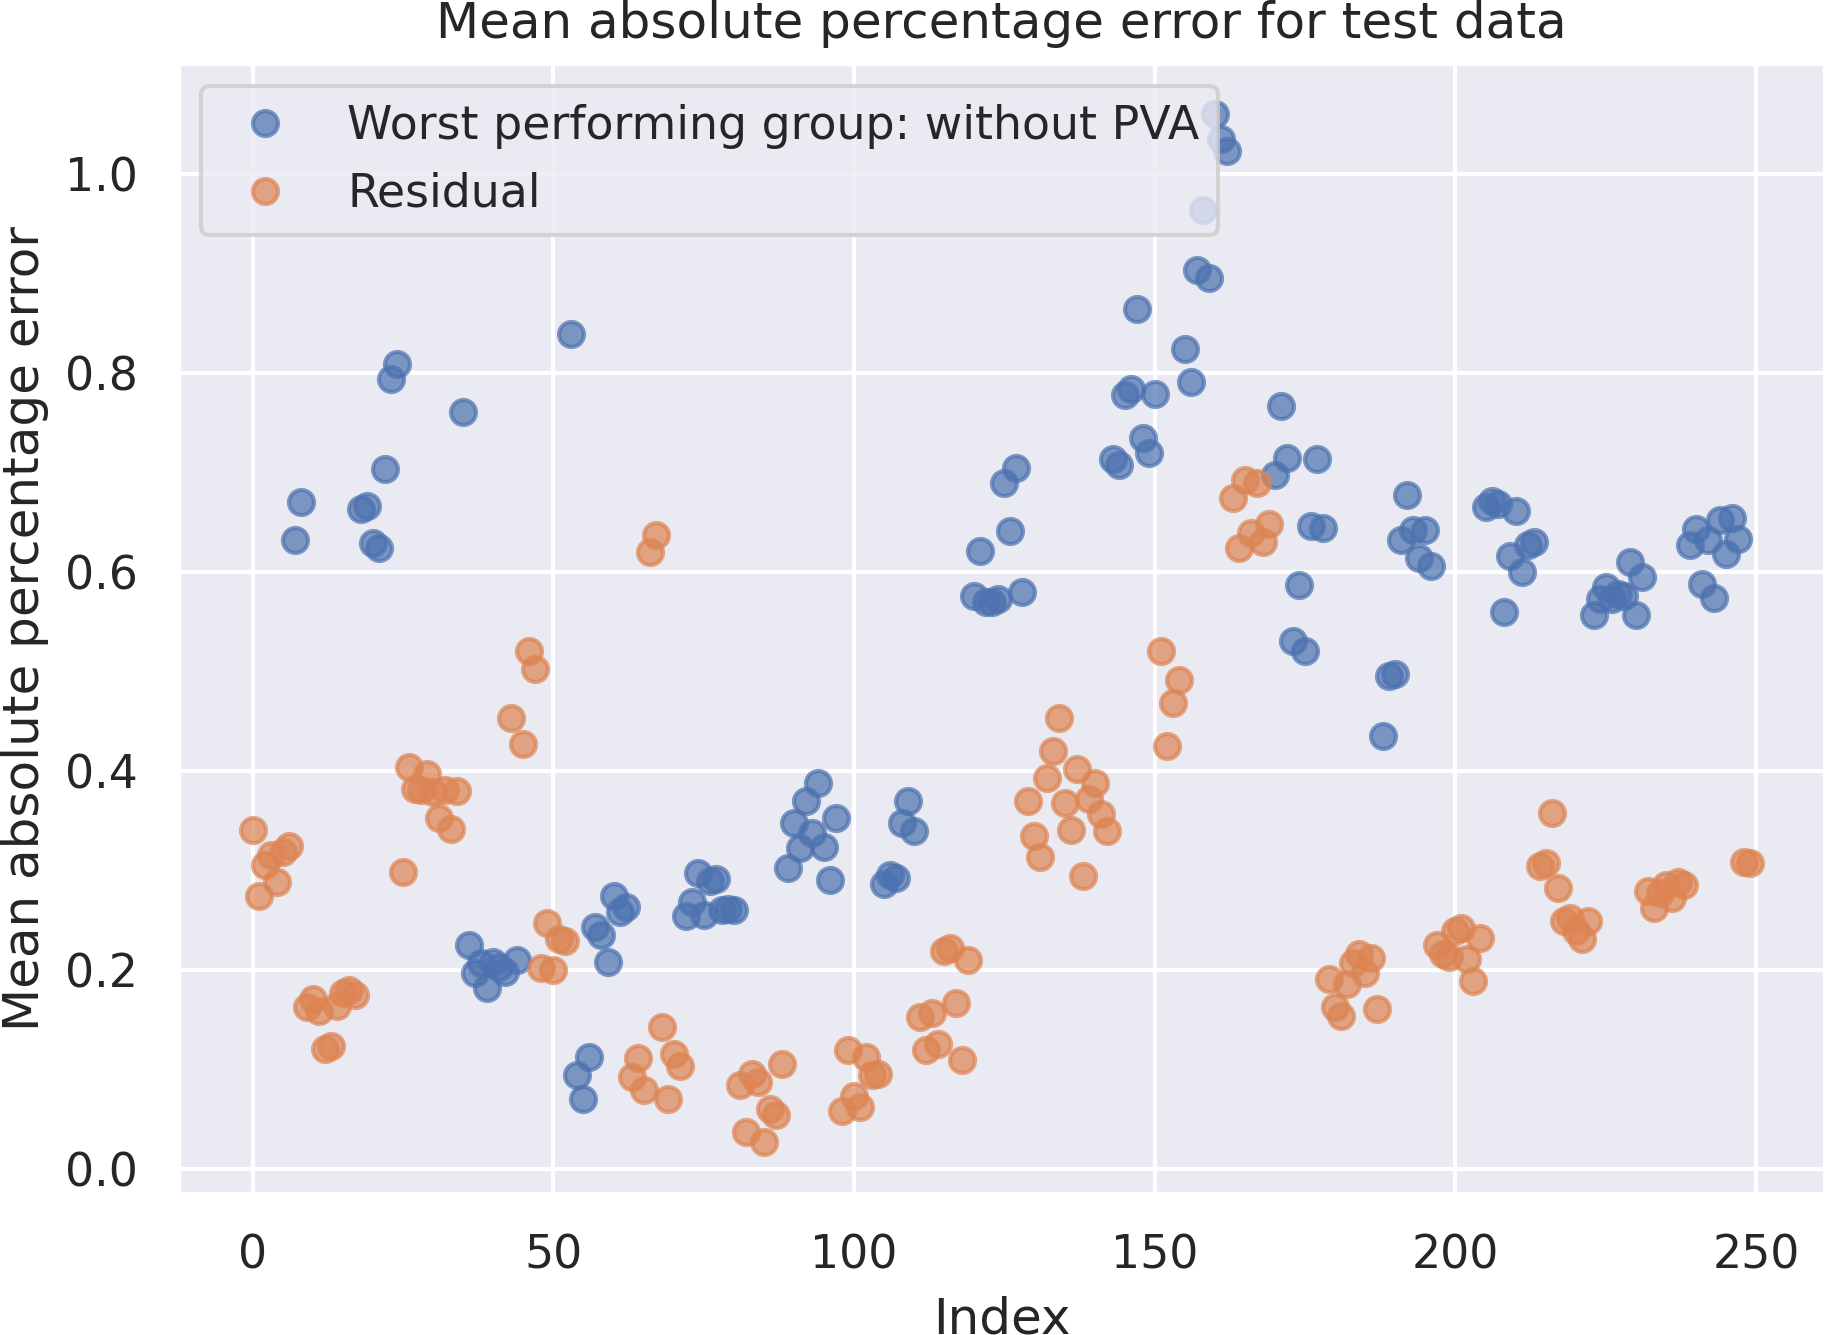 Mean absolute percentage error for test data
Worst performing group: without PVA
Residual
Mean absolute percentage error
1.0
0.8
0.6
0.4
0.2
0.0
0 50 100 150 200 250
Index